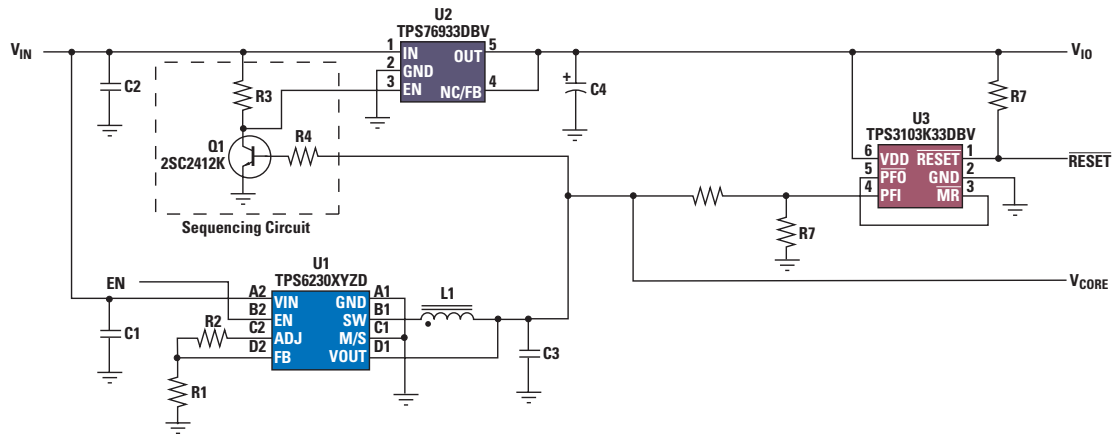 U2
TPS76933DBV
V_IN
1 IN OUT 5
2 GND
3 EN NC/FB 4
V_IO
C2
R3
C4
R7
Q1
2SC2412K
R4
U3
TPS3103K33DBV
6 VDD RESET 1
5 PFO GND 2
4 PFI MR 3
RESET
Sequencing Circuit
R7
U1
TPS6230XYZD
EN
V_CORE
A2 VIN GND A1
B2 EN SW B1
C2 ADJ M/S C1
D2 FB VOUT D1
L1
C1
R2
C3
R1
+